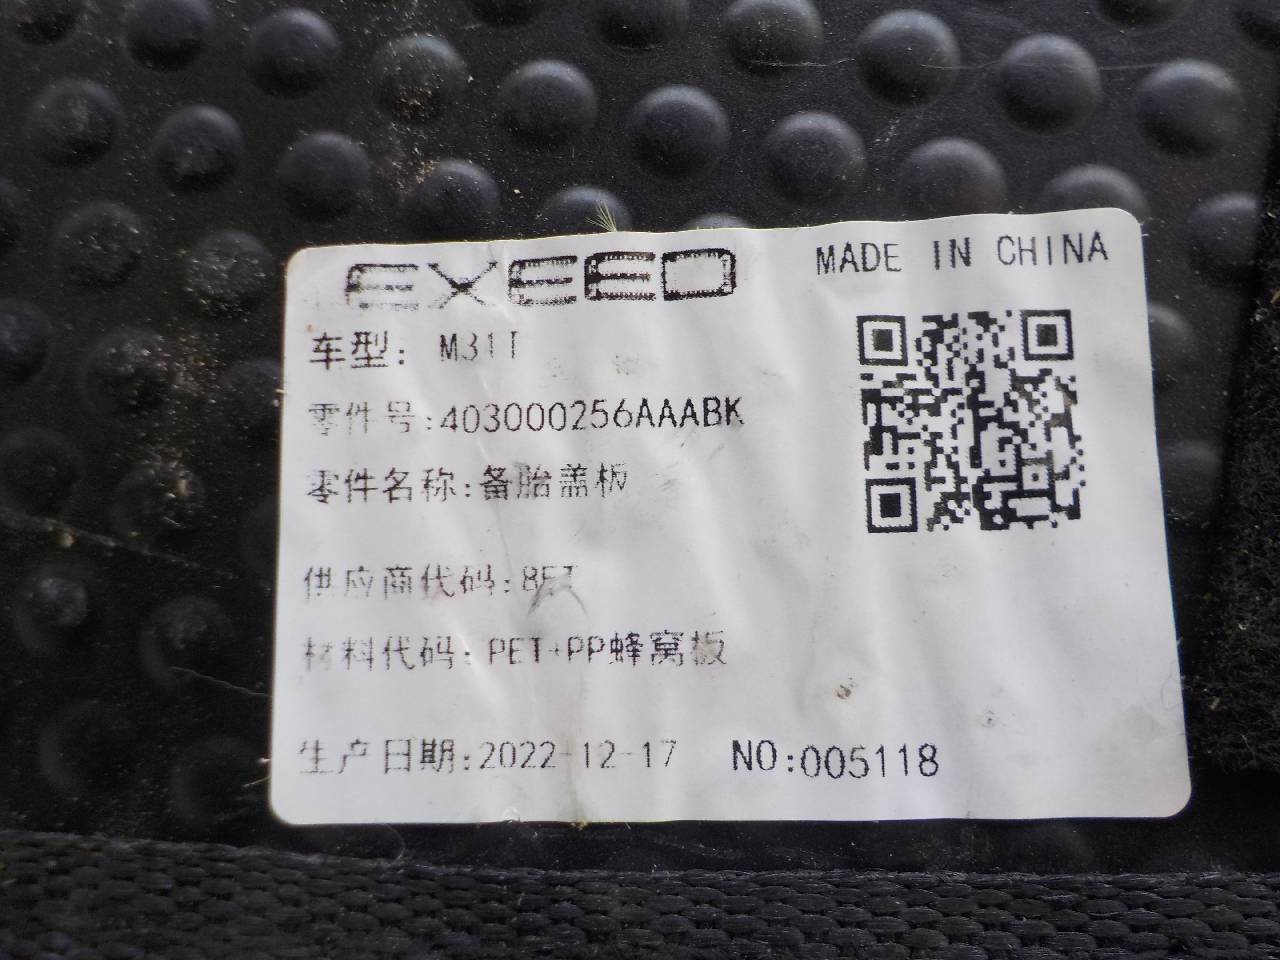 EXEED
MADE IN CHINA
车型: M31T
零件号:403000256AAABK
零件名称:备胎盖板
供应商代码:
材料代码: PET+PP蜂窝板
生产日期:2022-12-17 NO:005118